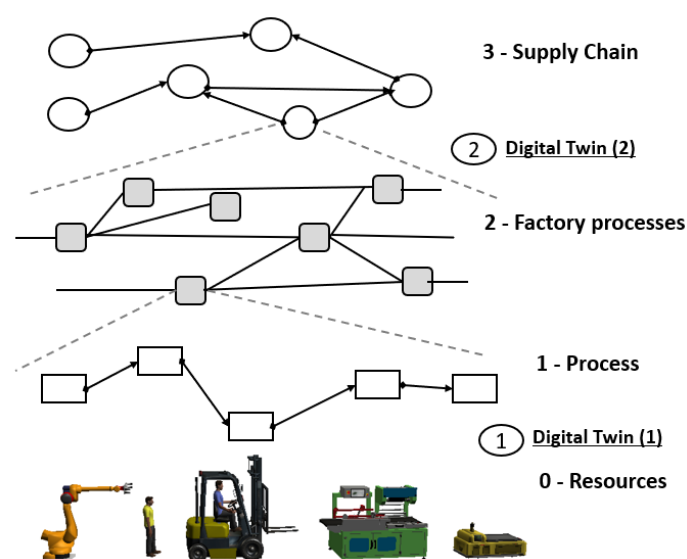 3 - Supply Chain
2 Digital Twin (2)
2 - Factory processes
1 - Process
1 Digital Twin (1)
0 - Resources